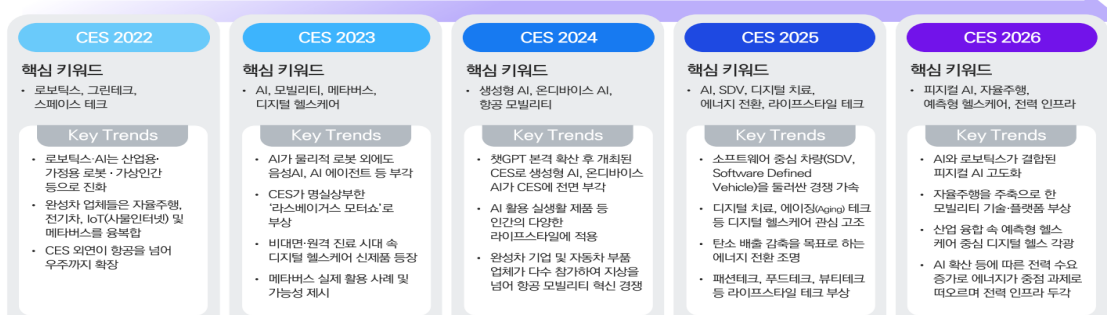 CES 2022
핵심 키워드
• 로보틱스, 그린테크,
스페이스 테크
Key Trends
• 로보틱스·AI는 산업용·
가정용 로봇·가상인간
등으로 진화
• 완성차 업체들은 자율주행,
전기차, IoT(사물인터넷) 및
메타버스를 융복합
• CES 외연이 항공을 넘어
우주까지 확장
CES 2023
핵심 키워드
• AI, 모빌리티, 메타버스,
디지털 헬스케어
Key Trends
• AI가 물리적 로봇 외에도
음성AI, AI 에이전트 등 부각
• CES가 명실상부한
'라스베이거스 모터쇼'로
부상
• 비대면·원격 진료 시대 속
디지털 헬스케어 신제품 등장
• 메타버스 실제 활용 사례 및
가능성 제시
CES 2024
핵심 키워드
• 생성형 AI, 온디바이스 AI,
항공 모빌리티
Key Trends
• 챗GPT 본격 확산 후 개최된
CES로 생성형 AI, 온디바이스
AI가 CES에 전면 부각
• AI 활용 실생활 제품 등
인간의 다양한
라이프스타일에 적용
• 완성차 기업 및 자동차 부품
업체가 다수 참가하여 지상을
넘어 항공 모빌리티 혁신 경쟁
CES 2025
핵심 키워드
• AI, SDV, 디지털 치료,
에너지 전환, 라이프스타일 테크
Key Trends
• 소프트웨어 중심 차량(SDV,
Software Defined
Vehicle)을 둘러싼 경쟁 가속
• 디지털 치료, 에이징(Aging) 테크
등 디지털 헬스케어 관심 고조
• 탄소 배출 감축을 목표로 하는
에너지 전환 조명
• 패션테크, 푸드테크, 뷰티테크
등 라이프스타일 테크 부상
CES 2026
핵심 키워드
• 피지컬 AI, 자율주행,
예측형 헬스케어, 전력 인프라
Key Trends
• AI와 로보틱스가 결합된
피지컬 AI 고도화
• 자율주행을 주축으로 한
모빌리티 기술·플랫폼 부상
• 산업 융합 속 예측형 헬스
케어 중심 디지털 헬스 각광
• AI 확산 등에 따른 전력 수요
증가로 에너지가 중점 과제로
떠오르며 전력 인프라 두각